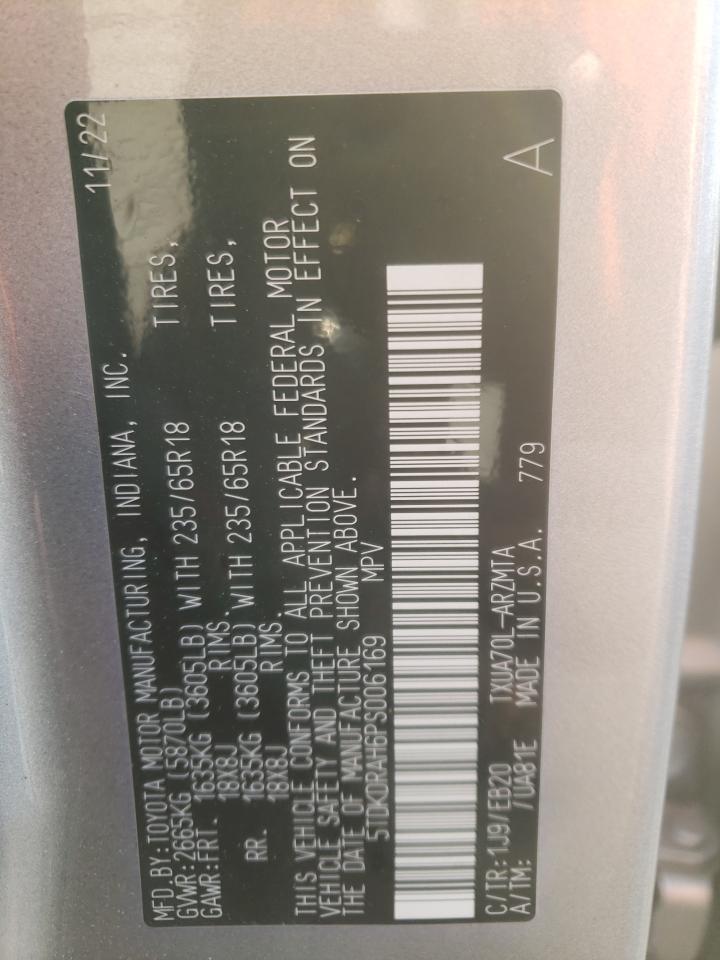 MFD BY:TOYOTA MOTOR MANUFACTURING, INDIANA, INC. 11/22
GVWR:2665KG (5870LB)
GAWR:FRT. 1635KG (3605LB) WITH 235/65R18 TIRES,
18X8J RIMS.
RR. 1635KG (3605LB) WITH 235/65R18 TIRES,
18X8J RIMS.
THIS VEHICLE CONFORMS TO ALL APPLICABLE FEDERAL MOTOR
VEHICLE SAFETY AND THEFT PREVENTION STANDARDS IN EFFECT ON
THE DATE OF MANUFACTURE SHOWN ABOVE.
5TDKDRAH6PS006169 MPV
C/TR:1J9/EB20 TXUA70L-ARZMTA
A/TM: /UA81E MADE IN U.S.A. 779 A